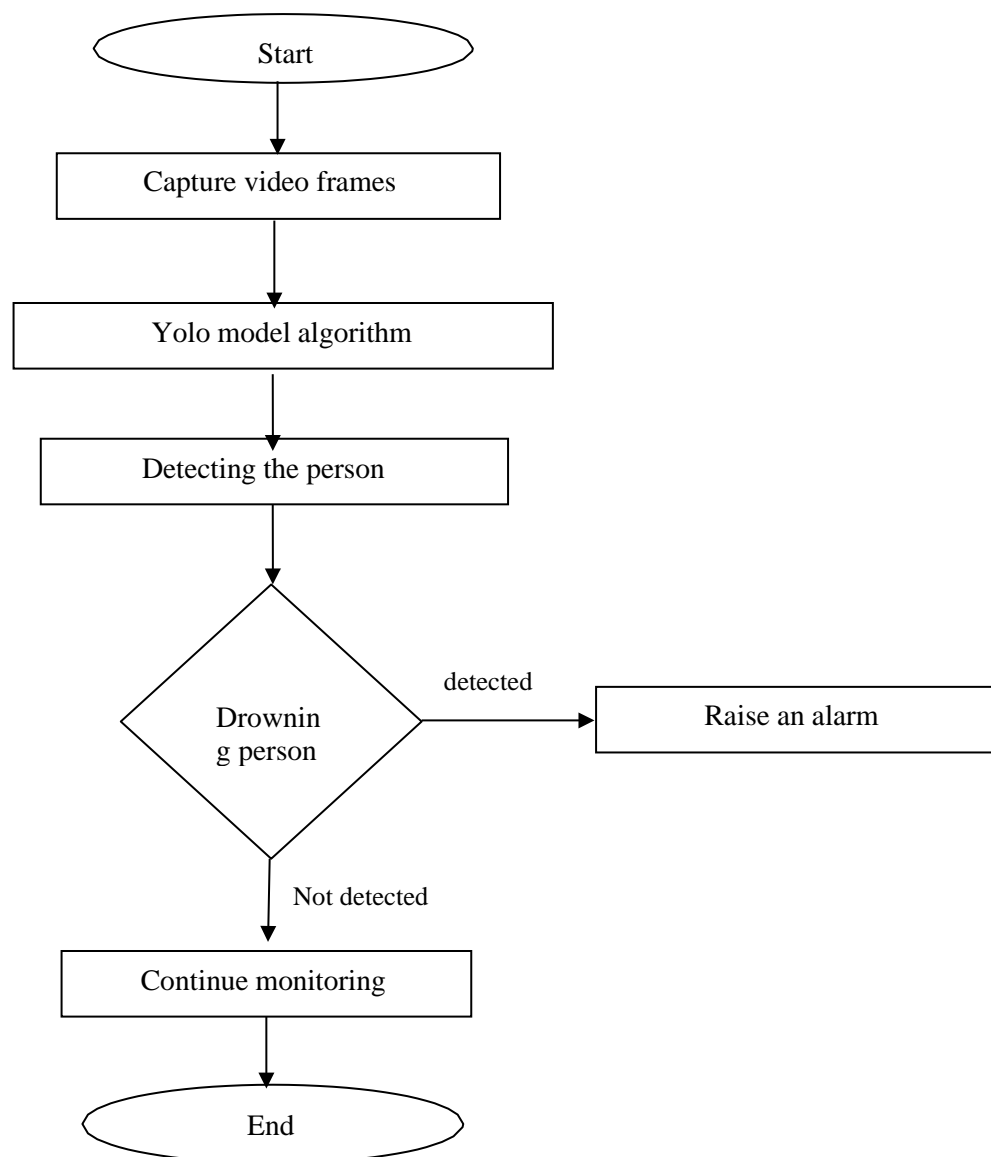 Start
Capture video frames
Yolo model algorithm
Detecting the person
detected
Raise an alarm
Drownin
g person
Not detected
Continue monitoring
End